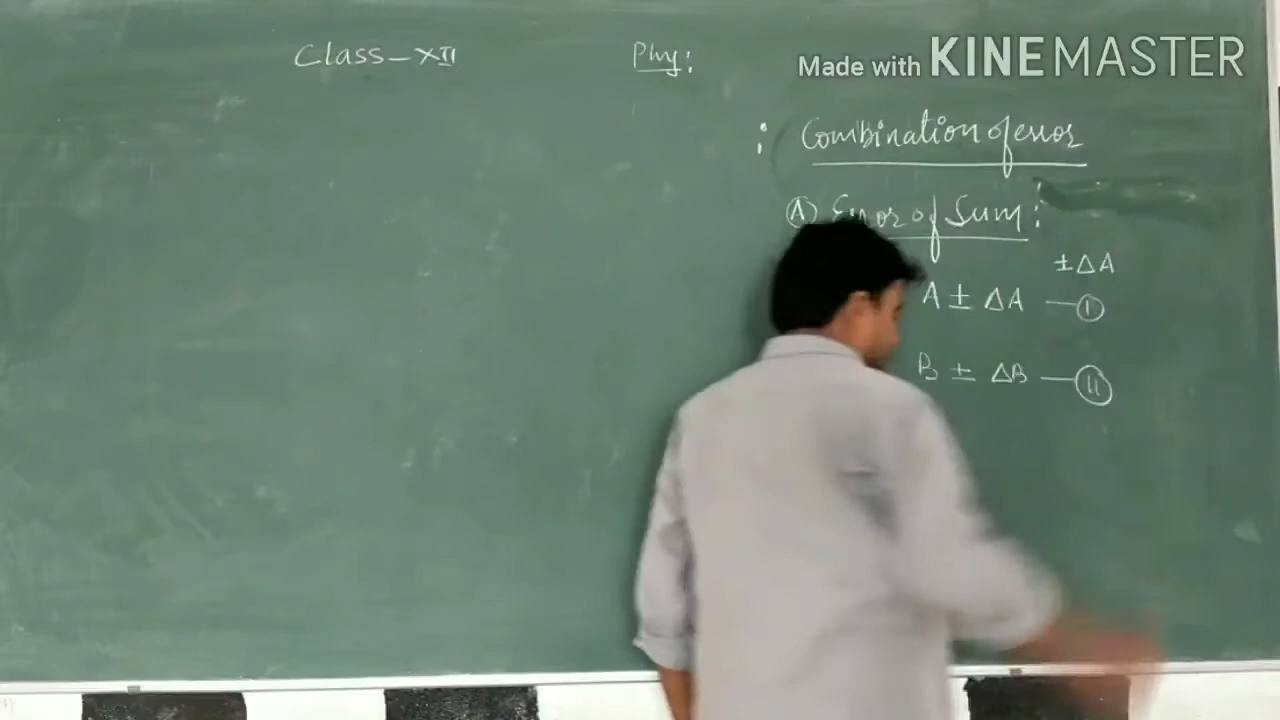 Class-XII
Phy:
Made with KINEMASTER
: Combination of error
(A) Error of Sum:
±ΔA
A ± ΔA —(I)
B ± ΔB —(II)